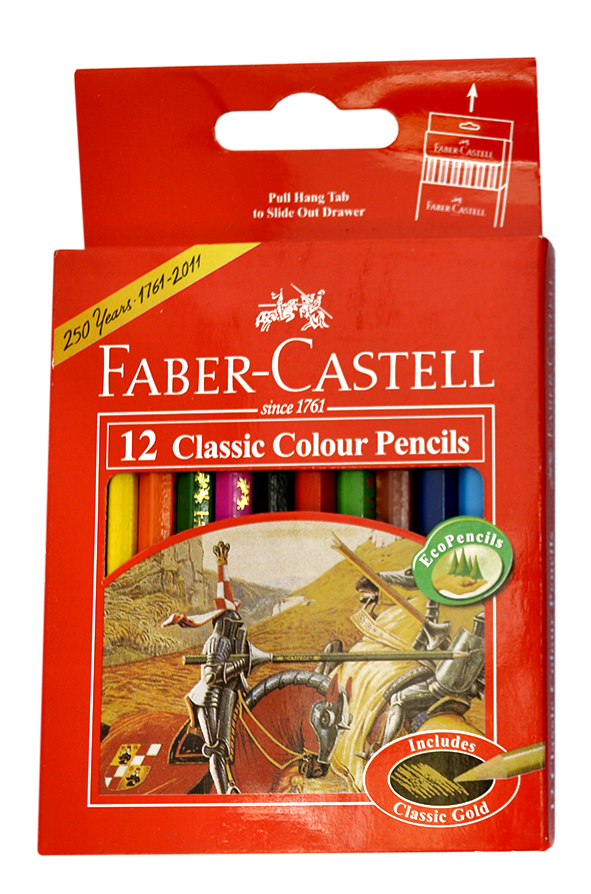 Pull Hang Tab
to Slide Out Drawer
FABER-CASTELL
FABER-CASTELL
250 Years · 1761-2011
FABER-CASTELL
since 1761
12 Classic Colour Pencils
EcoPencils
Includes
Classic Gold